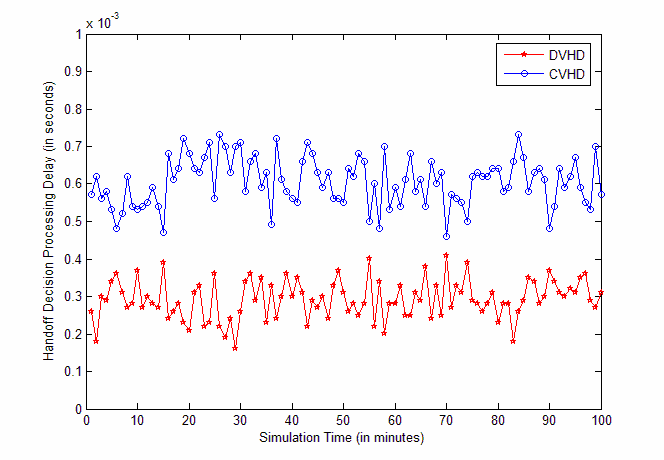 x 10^-3
1
0.9
0.8
0.7
0.6
0.5
0.4
0.3
0.2
0.1
0
Handoff Decision Processing Delay (in seconds)
DVHD
CVHD
0 10 20 30 40 50 60 70 80 90 100
Simulation Time (in minutes)